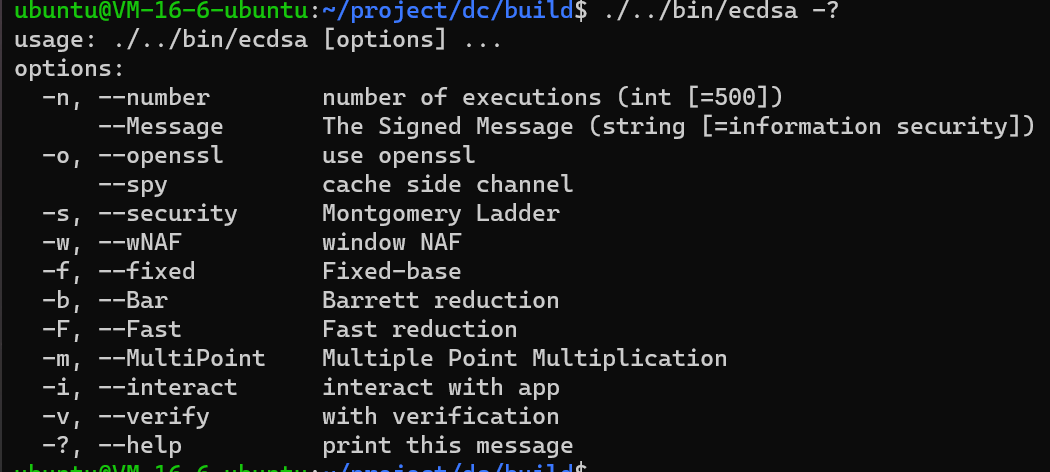 ubuntu@VM-16-6-ubuntu:~/project/dc/build$ ./../bin/ecdsa -?
usage: ./../bin/ecdsa [options] ...
options:
  -n, --number        number of executions (int [=500])
      --Message       The Signed Message (string [=information security])
  -o, --openssl       use openssl
      --spy           cache side channel
  -s, --security      Montgomery Ladder
  -w, --wNAF          window NAF
  -f, --fixed         Fixed-base
  -b, --Bar           Barrett reduction
  -F, --Fast          Fast reduction
  -m, --MultiPoint    Multiple Point Multiplication
  -i, --interact      interact with app
  -v, --verify        with verification
  -?, --help          print this message
ubuntu@VM-16-6-ubuntu:~/project/dc/build$